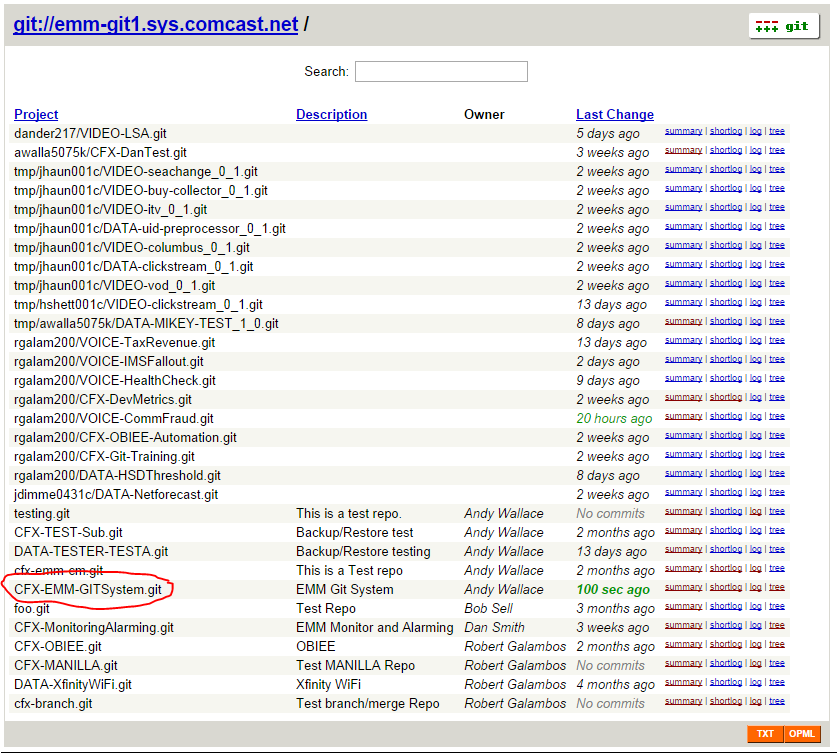 git://emm-git1.sys.comcast.net /
git
Search:
Project Description Owner Last Change
dander217/VIDEO-LSA.git 5 days ago summary | shortlog | log | tree
awalla5075k/CFX-DanTest.git 3 weeks ago summary | shortlog | log | tree
tmp/jhaun001c/VIDEO-seachange_0_1.git 2 weeks ago summary | shortlog | log | tree
tmp/jhaun001c/VIDEO-buy-collector_0_1.git 2 weeks ago summary | shortlog | log | tree
tmp/jhaun001c/VIDEO-itv_0_1.git 2 weeks ago summary | shortlog | log | tree
tmp/jhaun001c/DATA-uid-preprocessor_0_1.git 2 weeks ago summary | shortlog | log | tree
tmp/jhaun001c/VIDEO-columbus_0_1.git 2 weeks ago summary | shortlog | log | tree
tmp/jhaun001c/DATA-clickstream_0_1.git 2 weeks ago summary | shortlog | log | tree
tmp/jhaun001c/VIDEO-vod_0_1.git 2 weeks ago summary | shortlog | log | tree
tmp/hshett001c/VIDEO-clickstream_0_1.git 13 days ago summary | shortlog | log | tree
tmp/awalla5075k/DATA-MIKEY-TEST_1_0.git 8 days ago summary | shortlog | log | tree
rgalam200/VOICE-TaxRevenue.git 13 days ago summary | shortlog | log | tree
rgalam200/VOICE-IMSFallout.git 2 days ago summary | shortlog | log | tree
rgalam200/VOICE-HealthCheck.git 9 days ago summary | shortlog | log | tree
rgalam200/CFX-DevMetrics.git 2 weeks ago summary | shortlog | log | tree
rgalam200/VOICE-CommFraud.git 20 hours ago summary | shortlog | log | tree
rgalam200/CFX-OBIEE-Automation.git 2 weeks ago summary | shortlog | log | tree
rgalam200/CFX-Git-Training.git 2 weeks ago summary | shortlog | log | tree
rgalam200/DATA-HSDThreshold.git 8 days ago summary | shortlog | log | tree
jdimme0431c/DATA-Netforecast.git 2 weeks ago summary | shortlog | log | tree
testing.git This is a test repo. Andy Wallace No commits summary | shortlog | log | tree
CFX-TEST-Sub.git Backup/Restore test Andy Wallace 2 months ago summary | shortlog | log | tree
DATA-TESTER-TESTA.git Backup/Restore testing Andy Wallace 13 days ago summary | shortlog | log | tree
cfx-emm-cm.git This is a Test repo Andy Wallace 2 months ago summary | shortlog | log | tree
CFX-EMM-GITSystem.git EMM Git System Andy Wallace 100 sec ago summary | shortlog | log | tree
foo.git Test Repo Bob Sell 3 months ago summary | shortlog | log | tree
CFX-MonitoringAlarming.git EMM Monitor and Alarming Dan Smith 3 weeks ago summary | shortlog | log | tree
CFX-OBIEE.git OBIEE Robert Galambos 2 months ago summary | shortlog | log | tree
CFX-MANILLA.git Test MANILLA Repo Robert Galambos No commits summary | shortlog | log | tree
DATA-XfinityWiFi.git Xfinity WiFi Robert Galambos 4 months ago summary | shortlog | log | tree
cfx-branch.git Test branch/merge Repo Robert Galambos No commits summary | shortlog | log | tree
TXT OPML